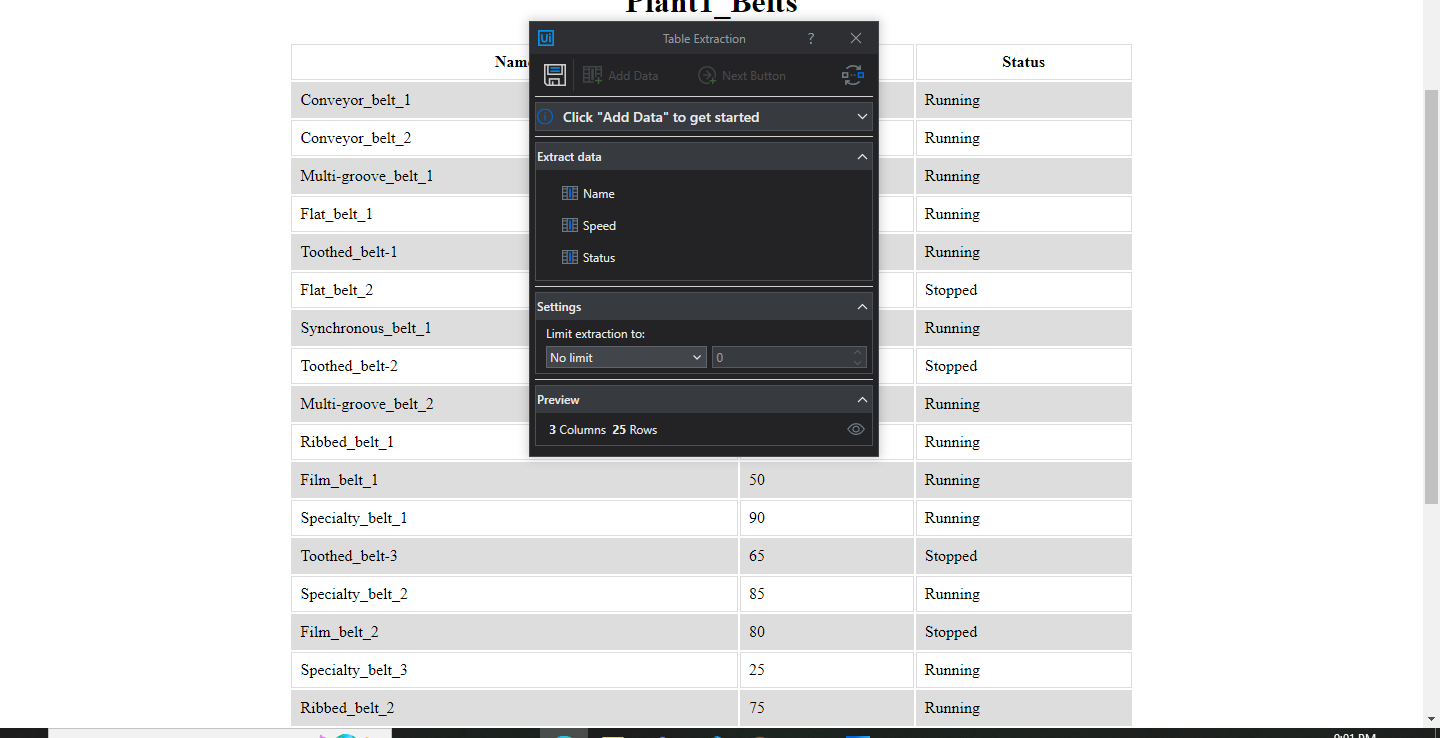 Plant1_Belts
Name Status
Ui Table Extraction ? 
Add Data Next Button
Click "Add Data" to get started
Extract data
Name
Speed
Status
Settings
Limit extraction to:
No limit 0
Preview
3 Columns 25 Rows
Conveyor_belt_1 Running
Conveyor_belt_2 Running
Multi-groove_belt_1 Running
Flat_belt_1 Running
Toothed_belt-1 Running
Flat_belt_2 Stopped
Synchronous_belt_1 Running
Toothed_belt-2 Stopped
Multi-groove_belt_2 Running
Ribbed_belt_1 Running
Film_belt_1 50 Running
Specialty_belt_1 90 Running
Toothed_belt-3 65 Stopped
Specialty_belt_2 85 Running
Film_belt_2 80 Stopped
Specialty_belt_3 25 Running
Ribbed_belt_2 75 Running
9:01 PM